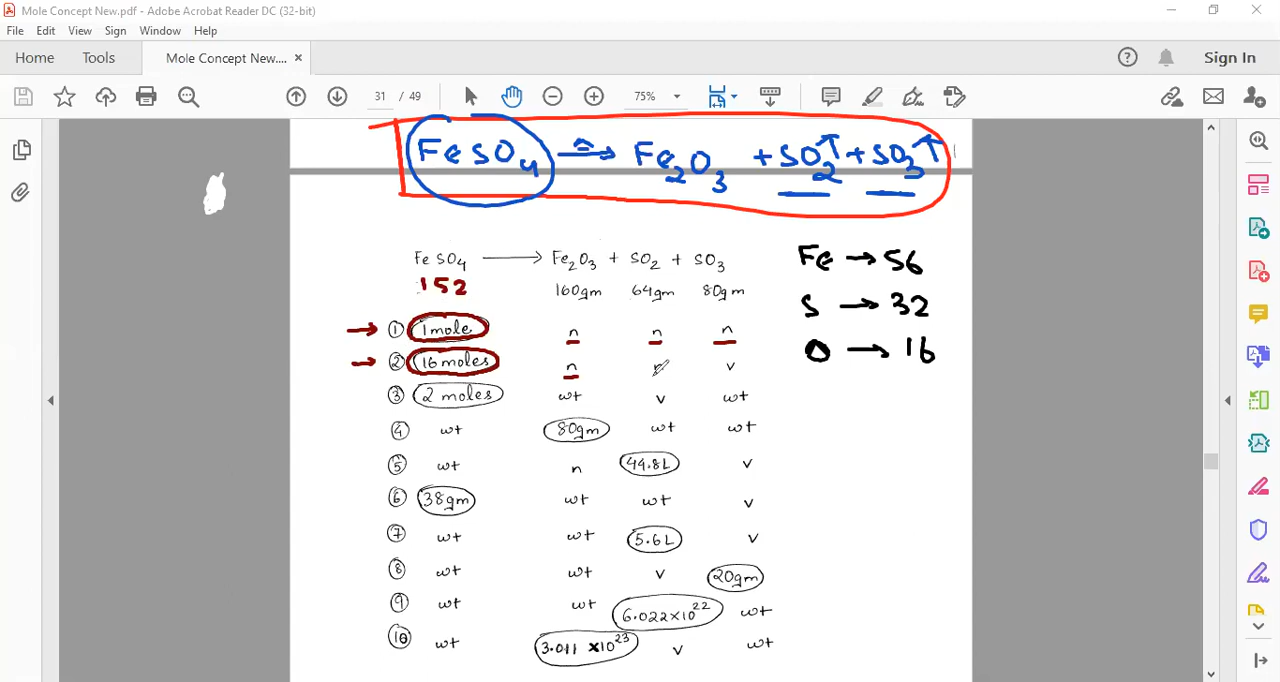 Mole Concept New.pdf - Adobe Acrobat Reader DC (32-bit)
File Edit View Sign Window Help
Home Tools Mole Concept New.... × Sign In
31 / 49 75%
FeSO4 →Δ Fe2O3 + SO2↑ + SO3↑
FeSO4 → Fe2O3 + SO2 + SO3
152 160gm 64gm 80gm
① 1mole n n n
② 16 moles n n v
③ 2 moles wt v wt
④ wt 80gm wt wt
⑤ wt n 44.8L v
⑥ 38gm wt wt v
⑦ wt wt 5.6L v
⑧ wt wt v 20gm
⑨ wt wt 6.022×10^22 wt
⑩ wt 3.011 ×10^23 v wt
Fe → 56
S → 32
O → 16